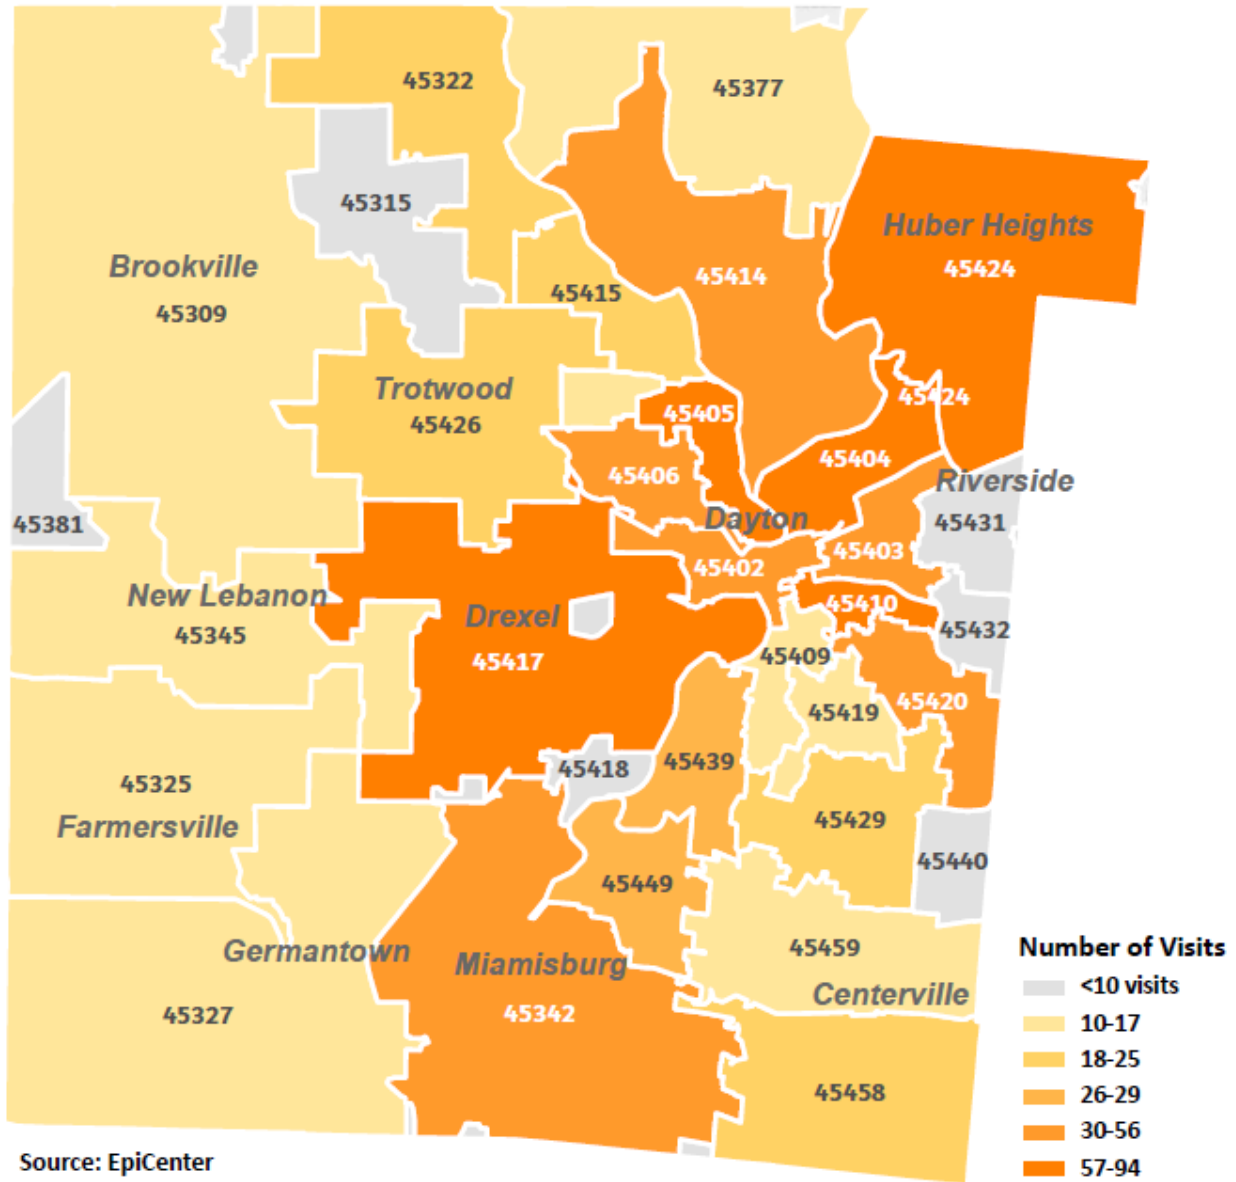 45322
45377
45315
Huber Heights
45424
Brookville
45309
45414
45415
Trotwood
45426
45424
45405
45404
45406
Riverside
45381
Dayton
45431
45403
45402
New Lebanon
45345
Drexel
45417
45410
45432
45409
45420
45419
45439
45418
45325
Farmersville
45429
45440
45449
Germantown
Miamisburg
45342
45459
Centerville
45327
45458
Number of Visits
<10 visits
10-17
18-25
26-29
30-56
57-94
Source: EpiCenter